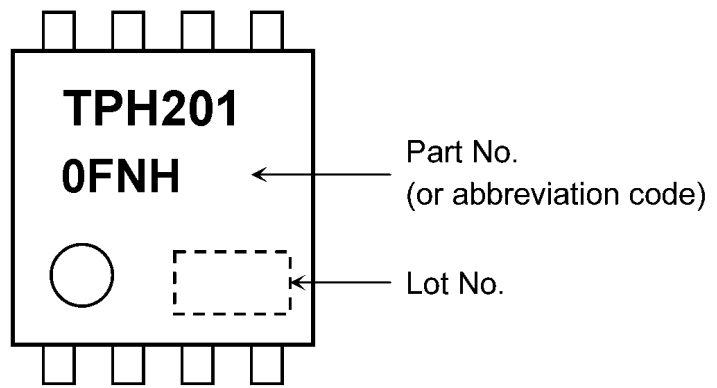 TPH201
0FNH
Part No.
(or abbreviation code)
Lot No.